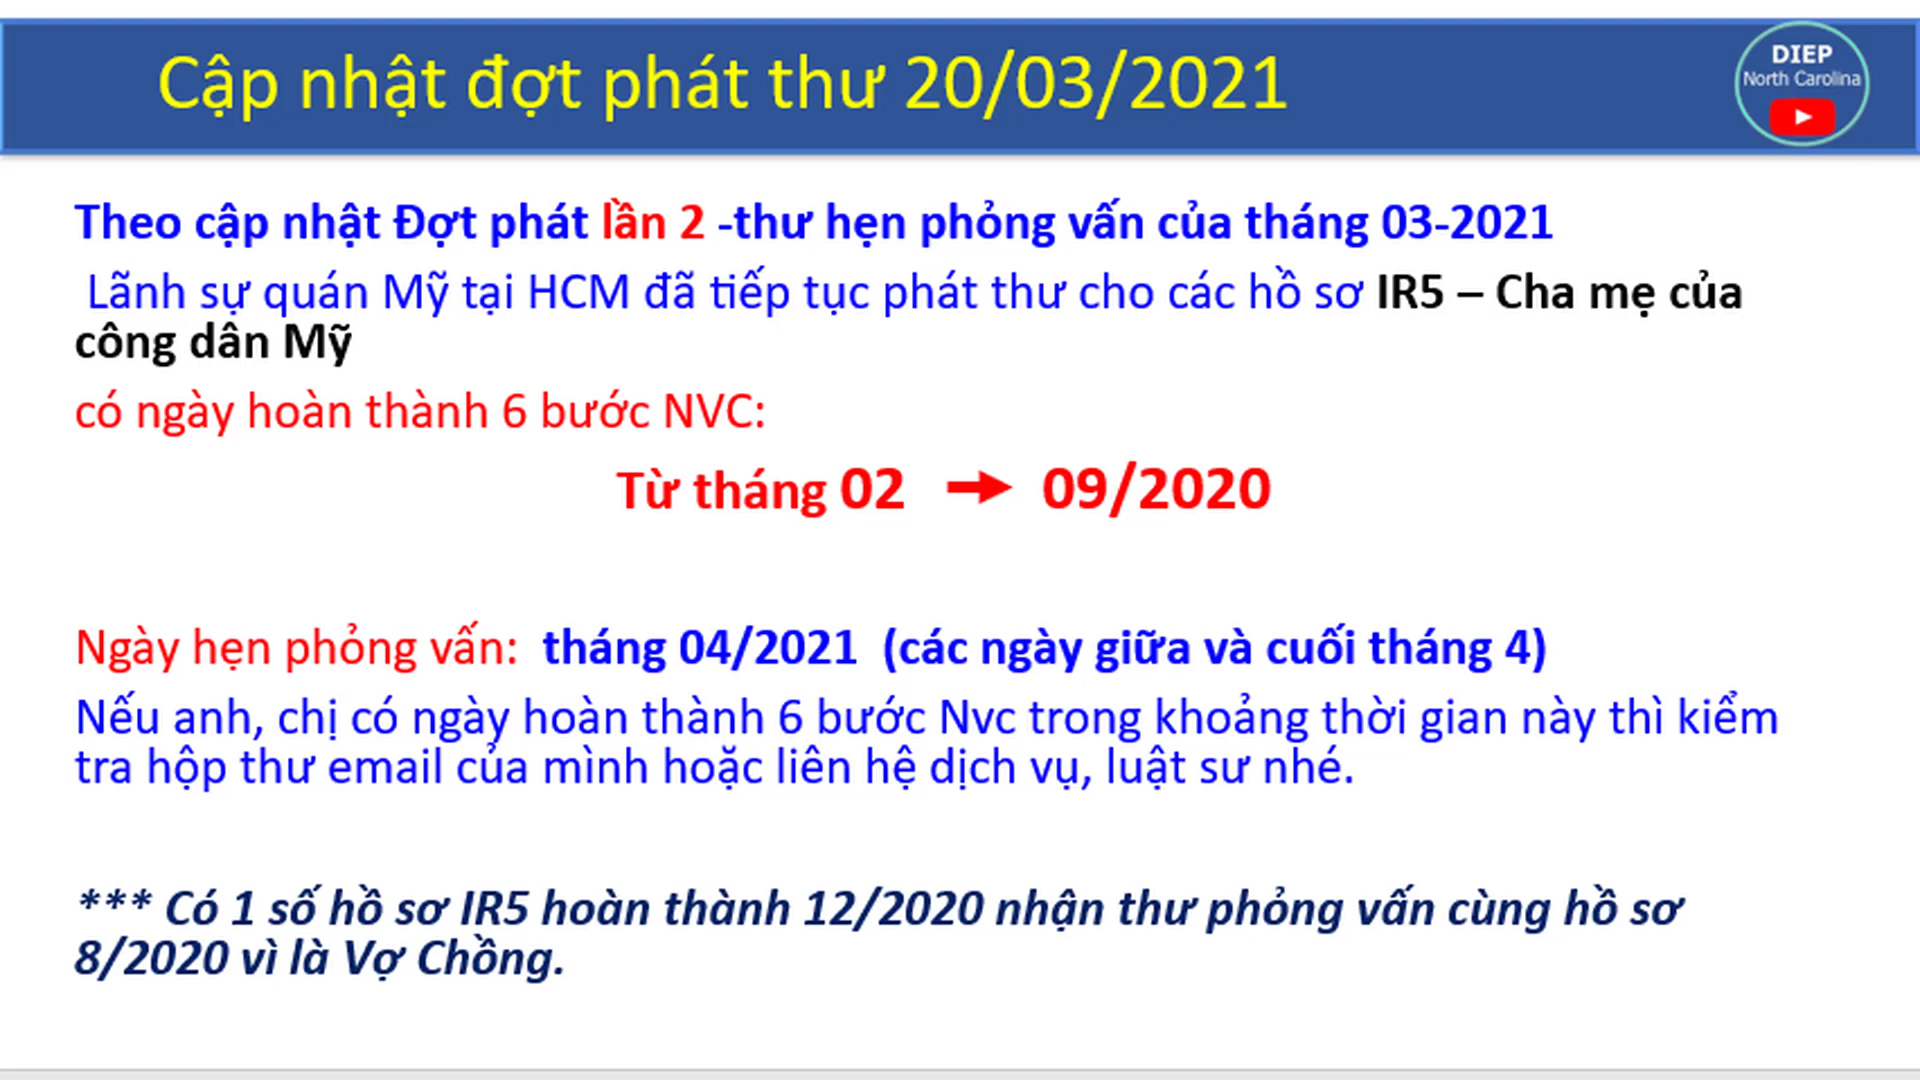 Cập nhật đợt phát thư 20/03/2021
DIEP
North Carolina
Theo cập nhật Đợt phát lần 2 -thư hẹn phỏng vấn của tháng 03-2021
Lãnh sự quán Mỹ tại HCM đã tiếp tục phát thư cho các hồ sơ IR5 – Cha mẹ của
công dân Mỹ
có ngày hoàn thành 6 bước NVC:
Từ tháng 02 → 09/2020
Ngày hẹn phỏng vấn: tháng 04/2021 (các ngày giữa và cuối tháng 4)
Nếu anh, chị có ngày hoàn thành 6 bước Nvc trong khoảng thời gian này thì kiểm
tra hộp thư email của mình hoặc liên hệ dịch vụ, luật sư nhé.
*** Có 1 số hồ sơ IR5 hoàn thành 12/2020 nhận thư phỏng vấn cùng hồ sơ
8/2020 vì là Vợ Chồng.